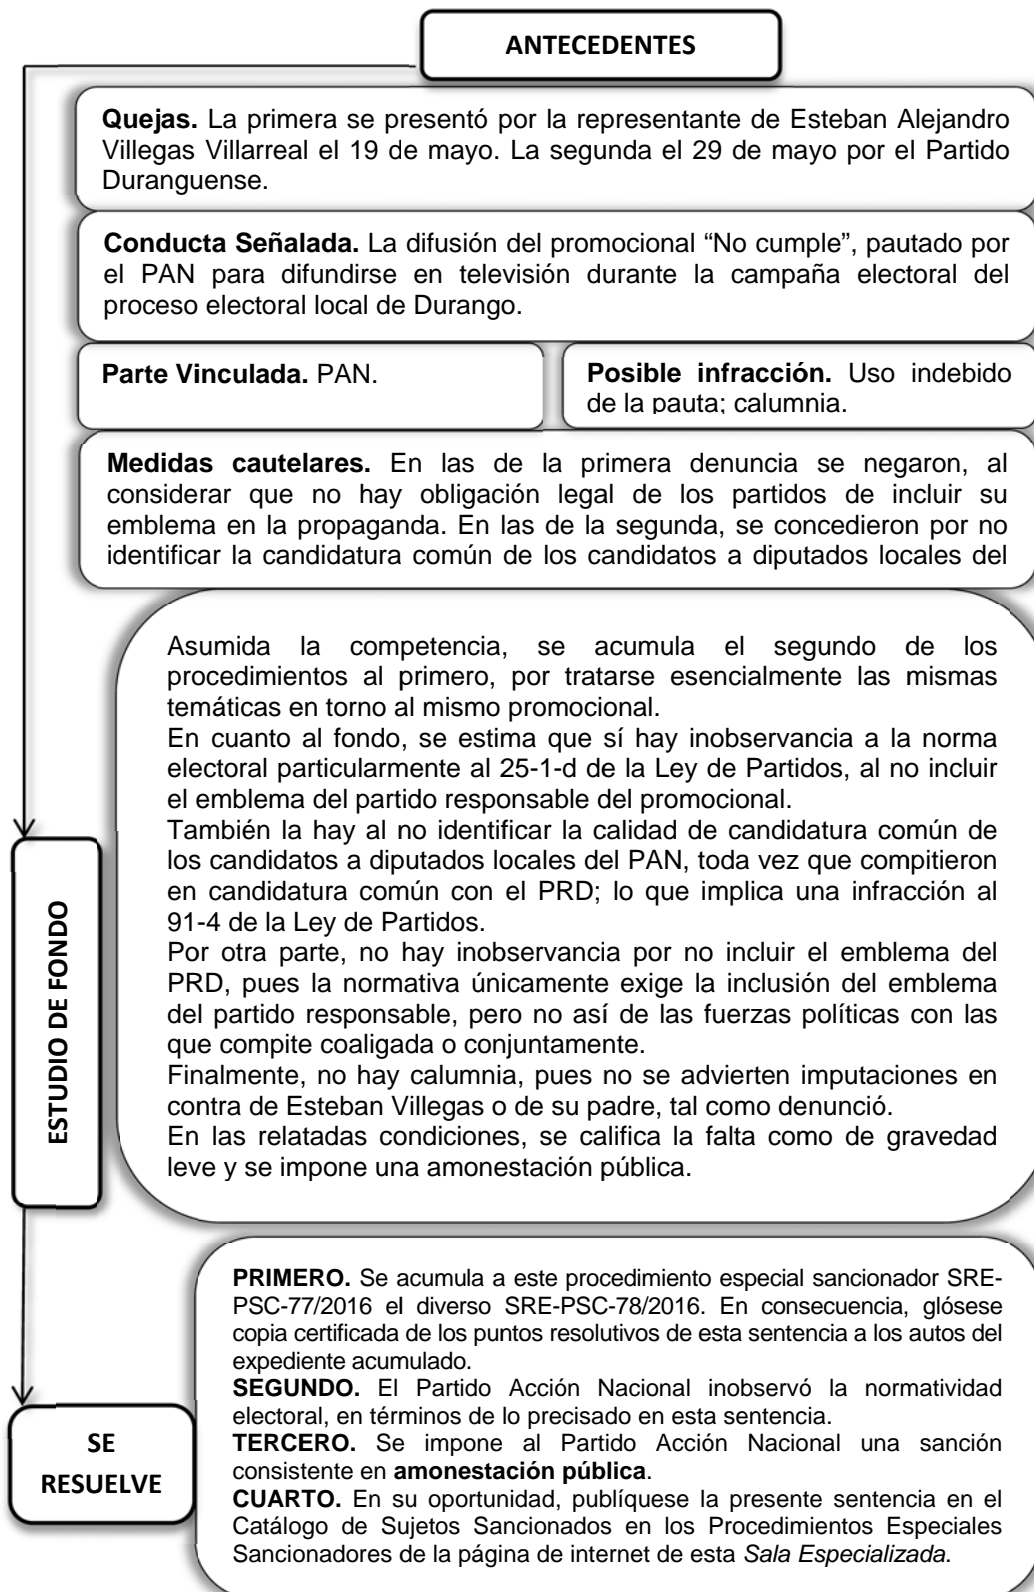 ANTECEDENTES
Quejas. La primera se presentó por la representante de Esteban Alejandro
Villegas Villarreal el 19 de mayo. La segunda el 29 de mayo por el Partido
Duranguense.
Conducta Señalada. La difusión del promocional “No cumple”, pautado por
el PAN para difundirse en televisión durante la campaña electoral del
proceso electoral local de Durango.
Parte Vinculada. PAN.
Posible infracción. Uso indebido
de la pauta; calumnia.
Medidas cautelares. En las de la primera denuncia se negaron, al
considerar que no hay obligación legal de los partidos de incluir su
emblema en la propaganda. En las de la segunda, se concedieron por no
identificar la candidatura común de los candidatos a diputados locales del
ESTUDIO DE FONDO
Asumida la competencia, se acumula el segundo de los
procedimientos al primero, por tratarse esencialmente las mismas
temáticas en torno al mismo promocional.
En cuanto al fondo, se estima que sí hay inobservancia a la norma
electoral particularmente al 25-1-d de la Ley de Partidos, al no incluir
el emblema del partido responsable del promocional.
También la hay al no identificar la calidad de candidatura común de
los candidatos a diputados locales del PAN, toda vez que compitieron
en candidatura común con el PRD; lo que implica una infracción al
91-4 de la Ley de Partidos.
Por otra parte, no hay inobservancia por no incluir el emblema del
PRD, pues la normativa únicamente exige la inclusión del emblema
del partido responsable, pero no así de las fuerzas políticas con las
que compite coaligada o conjuntamente.
Finalmente, no hay calumnia, pues no se advierten imputaciones en
contra de Esteban Villegas o de su padre, tal como denunció.
En las relatadas condiciones, se califica la falta como de gravedad
leve y se impone una amonestación pública.
SE
RESUELVE
PRIMERO. Se acumula a este procedimiento especial sancionador SRE-
PSC-77/2016 el diverso SRE-PSC-78/2016. En consecuencia, glósese
copia certificada de los puntos resolutivos de esta sentencia a los autos del
expediente acumulado.
SEGUNDO. El Partido Acción Nacional inobservó la normatividad
electoral, en términos de lo precisado en esta sentencia.
TERCERO. Se impone al Partido Acción Nacional una sanción
consistente en amonestación pública.
CUARTO. En su oportunidad, publíquese la presente sentencia en el
Catálogo de Sujetos Sancionados en los Procedimientos Especiales
Sancionadores de la página de internet de esta Sala Especializada.